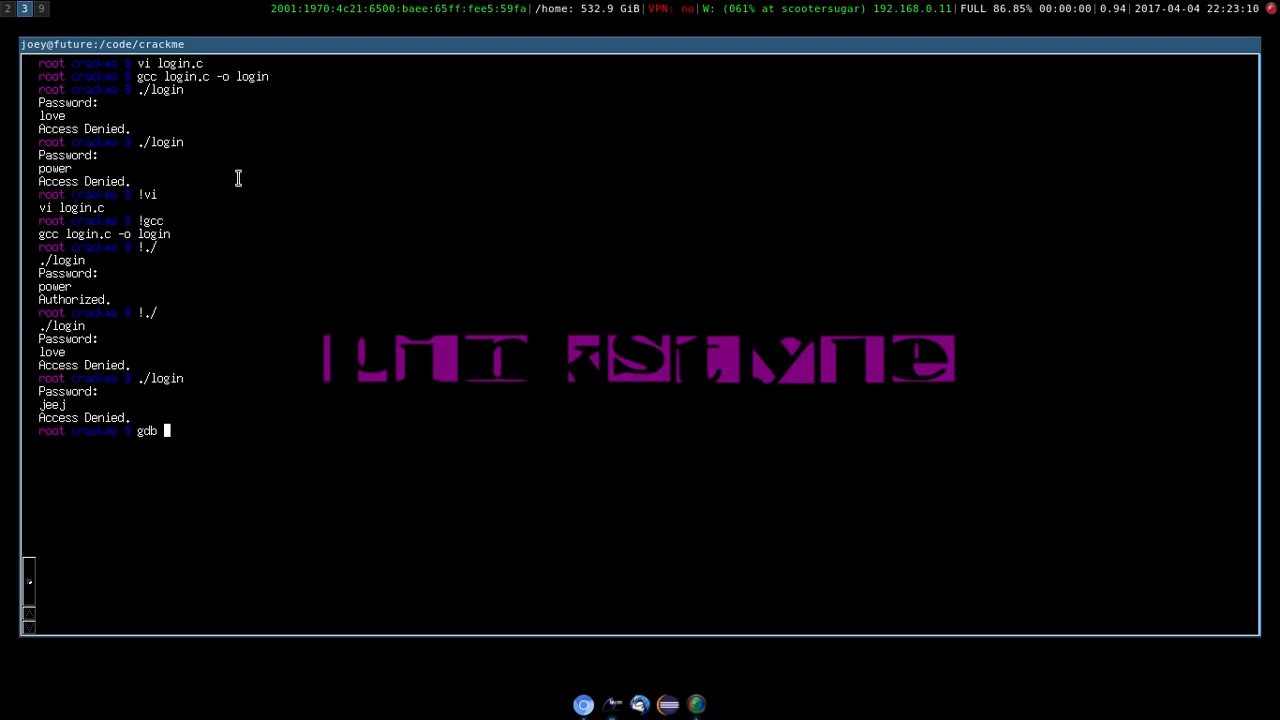 2 3 9 2001:1970:4c21:6500:baee:65ff:fee5:59fa| /home: 532.9 GiB| VPN: no| W: (061% at scootersugar) 192.168.0.11| FULL 86.85% 00:00:00| 0.94| 2017-04-04 22:23:10
joey@future:/code/crackme
root crackme $ vi login.c
root crackme $ gcc login.c -o login
root crackme $ ./login
Password:
love
Access Denied.
root crackme $ ./login
Password:
power
Access Denied.
root crackme $ !vi
vi login.c
root crackme $ !gcc
gcc login.c -o login
root crackme $ !./
./login
Password:
power
Authorized.
root crackme $ !./
./login
Password:
love
Access Denied.
root crackme $ ./login
Password:
jeej
Access Denied.
root crackme $ gdb